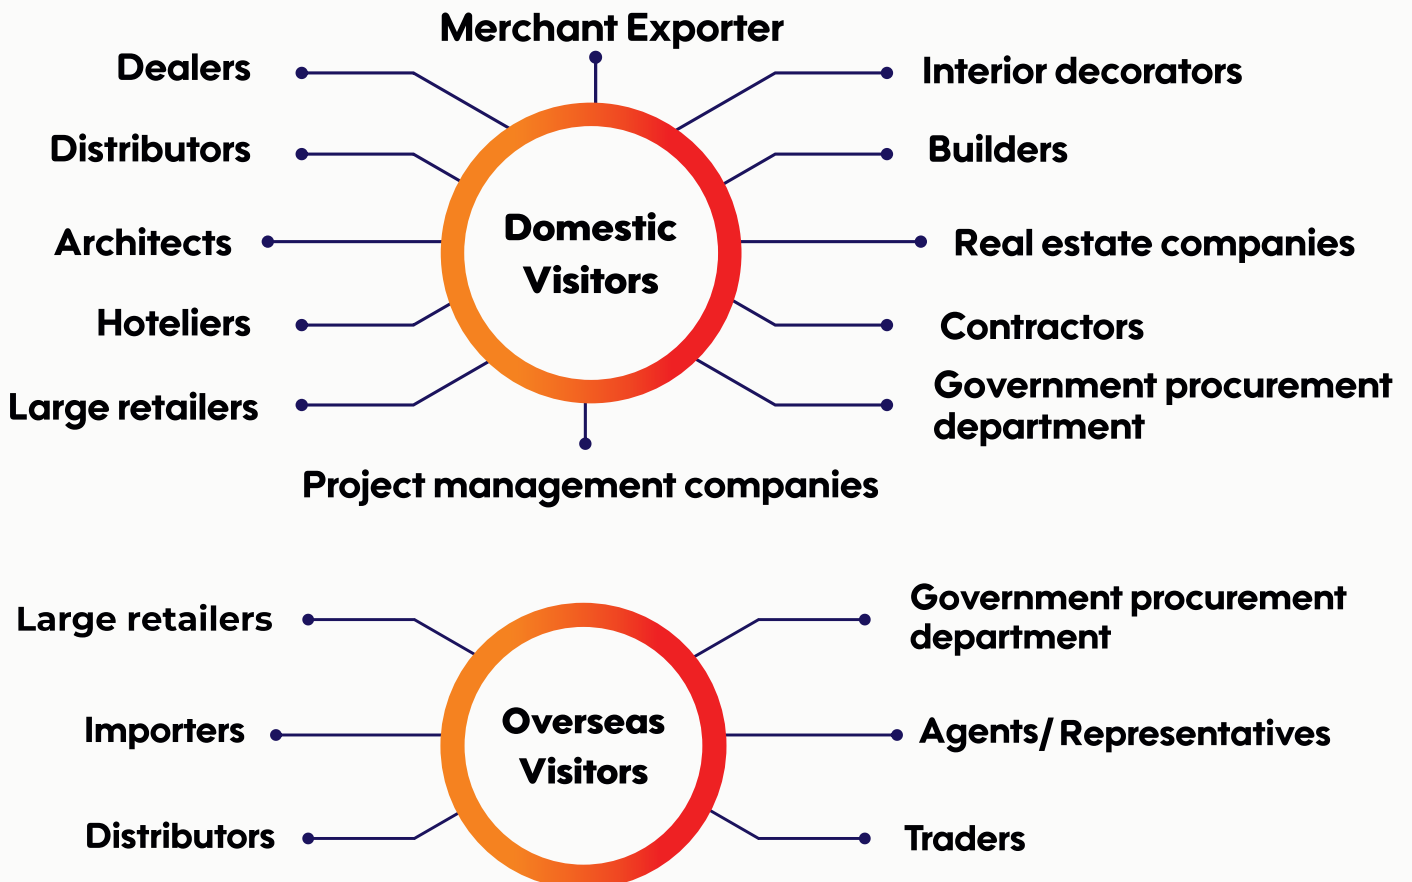 Merchant Exporter
Dealers
Interior decorators
Distributors
Builders
Domestic
Visitors
Architects
Real estate companies
Hoteliers
Contractors
Large retailers
Government procurement
department
Project management companies
Large retailers
Government procurement
department
Overseas
Visitors
Importers
Agents/Representatives
Distributors
Traders